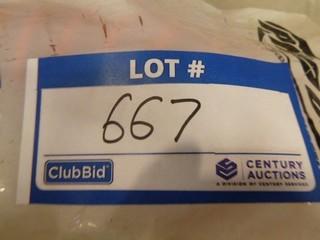 LOT #
667
ClubBid
CENTURY
AUCTIONS
A DIVISION OF CENTURY SERVICES